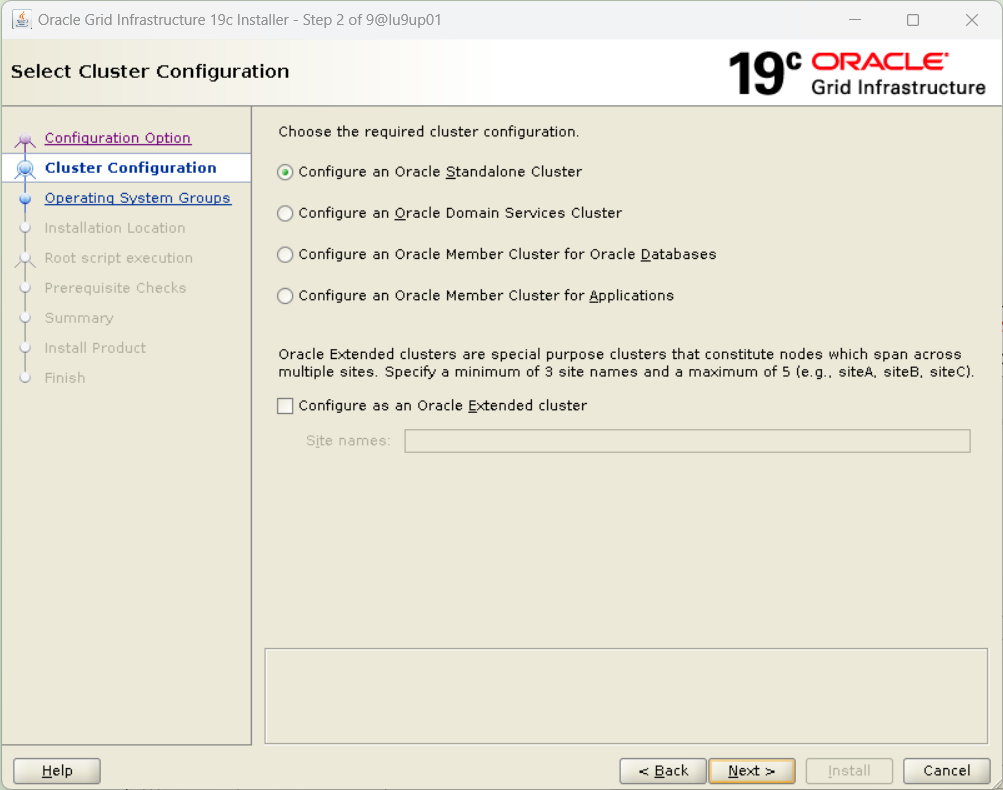 Oracle Grid Infrastructure 19c Installer - Step 2 of 9@lu9up01
Select Cluster Configuration
19c ORACLE
Grid Infrastructure
Configuration Option
Cluster Configuration
Operating System Groups
Installation Location
Root script execution
Prerequisite Checks
Summary
Install Product
Finish
Choose the required cluster configuration.
Configure an Oracle Standalone Cluster
Configure an Oracle Domain Services Cluster
Configure an Oracle Member Cluster for Oracle Databases
Configure an Oracle Member Cluster for Applications
Oracle Extended clusters are special purpose clusters that constitute nodes which span across
multiple sites. Specify a minimum of 3 site names and a maximum of 5 (e.g., siteA, siteB, siteC).
Configure as an Oracle Extended cluster
Site names:
Help
< Back
Next >
Install
Cancel